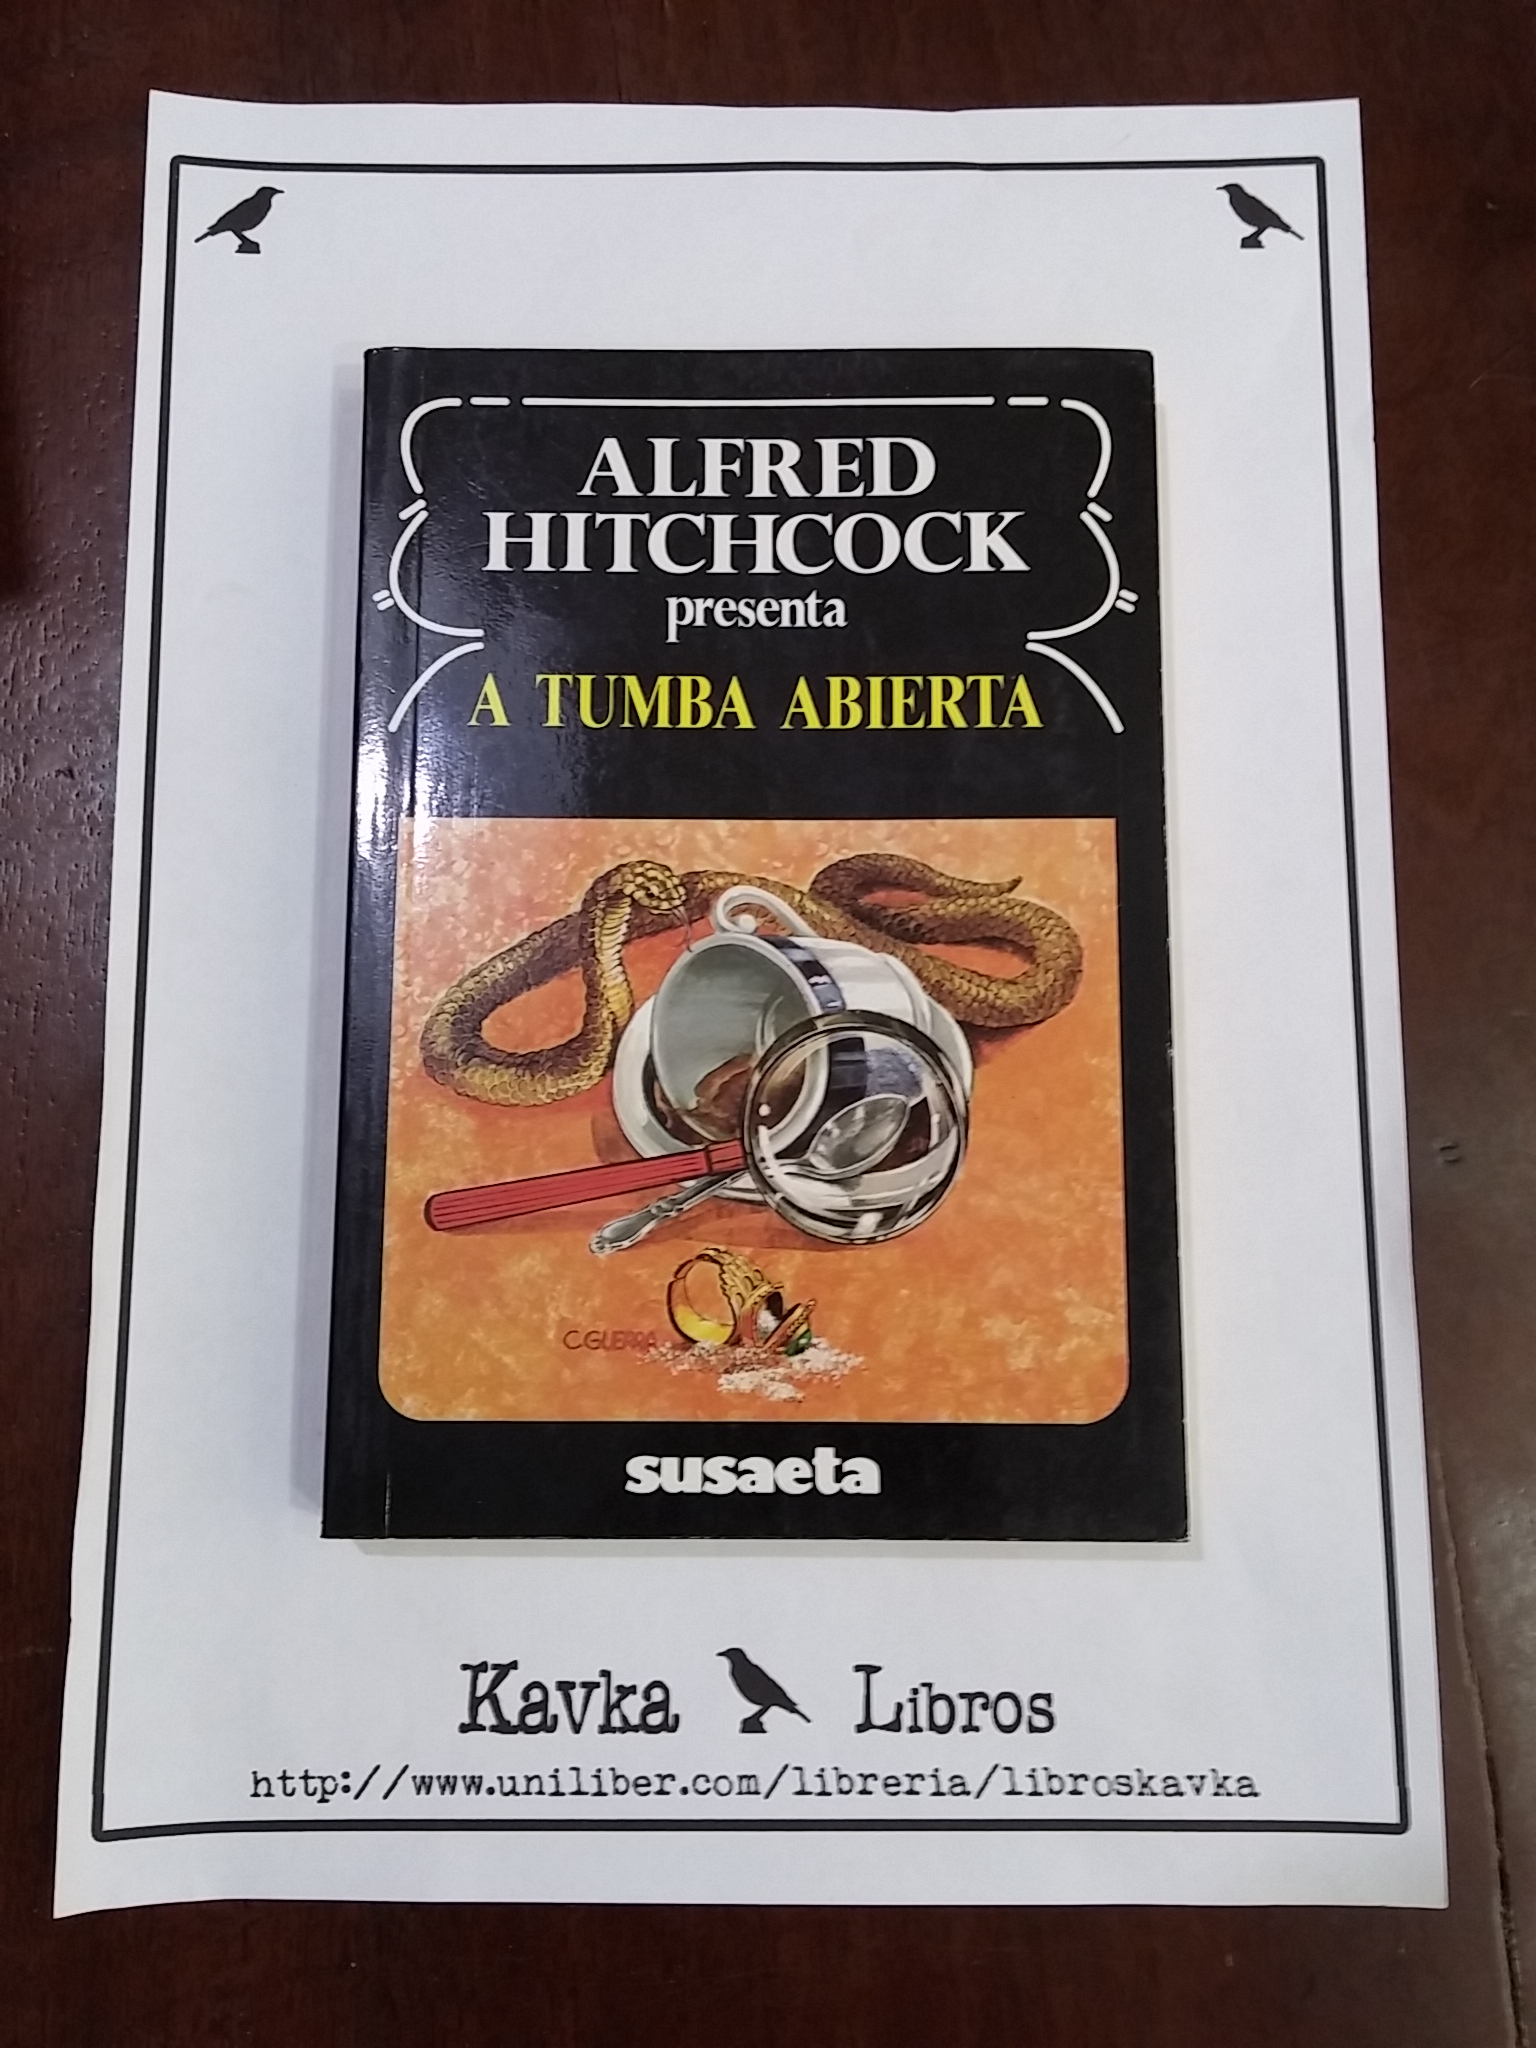 ALFRED
HITCHCOCK
presenta
A TUMBA ABIERTA
C.GUERRA
susaeta
Kavka Libros
http://www.uniliber.com/libreria/libroskavka